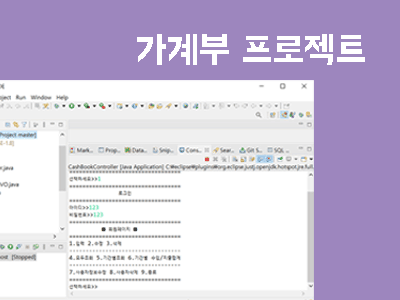 가계부 프로젝트
oject Run Window Help
Project master]
E-1.8]
r.java
VO.java
ost [Stopped]
Mark... Prop... Data... Snip... Cons... Searc... Git S... SQL ...
CashBookController [Java Application] C:#eclipse#plugins#org.eclipse.justj.openjdk.hotspot.jre.full
선택하세요>>1
로그인
아이디>>123
비밀번호>>123
■ 회원페이지 ■
1.입력 2.수정 3.삭제
4.모두조회 5.기간별조회 6.기간별 수입/지출합계
7.사용자정보수정 8.사용자삭제 9.종료
선택하세요>>